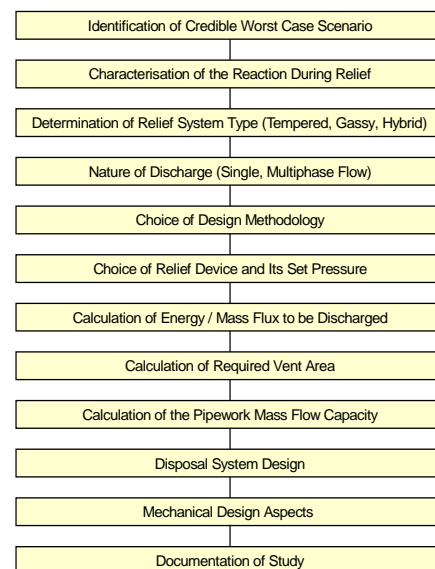 Identification of Credible Worst Case Scenario
Characterisation of the Reaction During Relief
Determination of Relief System Type (Tempered, Gassy, Hybrid)
Nature of Discharge (Single, Multiphase Flow)
Choice of Design Methodology
Choice of Relief Device and Its Set Pressure
Calculation of Energy / Mass Flux to be Discharged
Calculation of Required Vent Area
Calculation of the Pipework Mass Flow Capacity
Disposal System Design
Mechanical Design Aspects
Documentation of Study